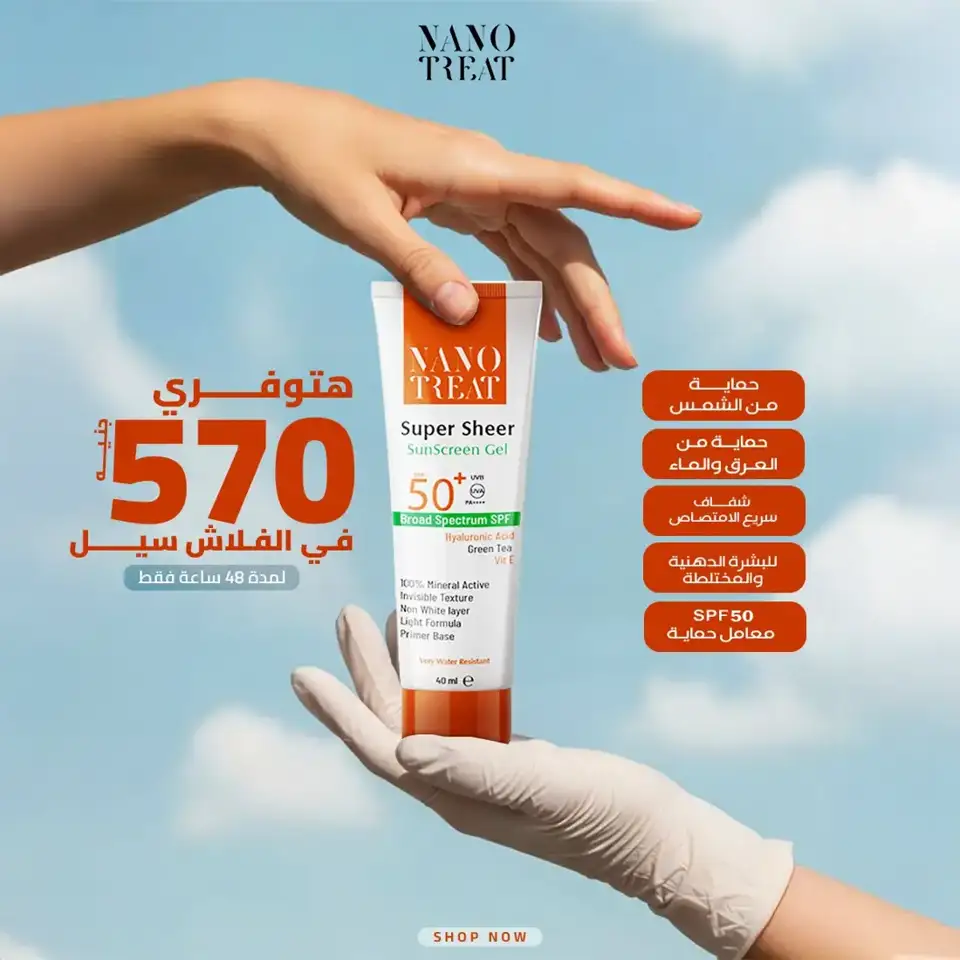 NANO
TREAT
هتوفري
570
جنيه
في الفلاش سيل
لمدة 48 ساعة فقط
NANO
TREAT
Super Sheer
SunScreen Gel
50+
UVB
UVA
PA++++
Broad Spectrum SPF
Hyaluronic Acid
Green Tea
Vit E
100% Mineral Active
Invisible Texture
Non White layer
Light Formula
Primer Base
Very Water Resistant
40 ml e
حماية
من الشمس
حماية من
العرق والماء
شفاف
سريع الامتصاص
للبشرة الدهنية
والمختلطة
SPF50
معامل حماية
SHOP NOW